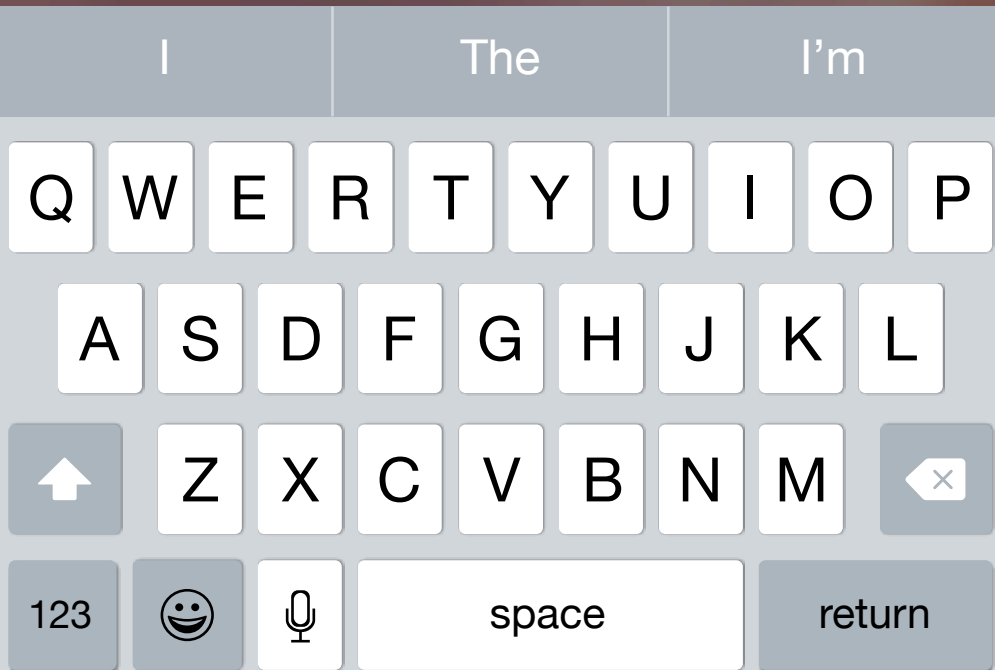 I The I’m
Q W E R T Y U I O P
A S D F G H J K L
Z X C V B N M
123 space return